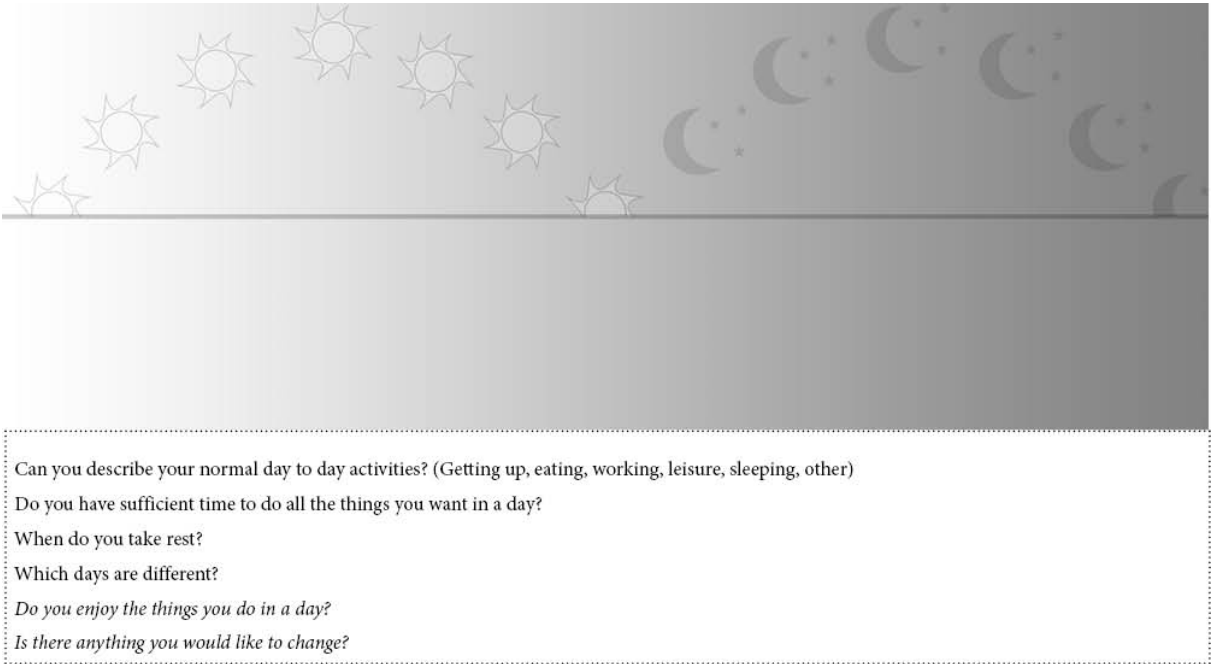 Can you describe your normal day to day activities? (Getting up, eating, working, leisure, sleeping, other)
Do you have sufficient time to do all the things you want in a day?
When do you take rest?
Which days are different?
Do you enjoy the things you do in a day?
Is there anything you would like to change?